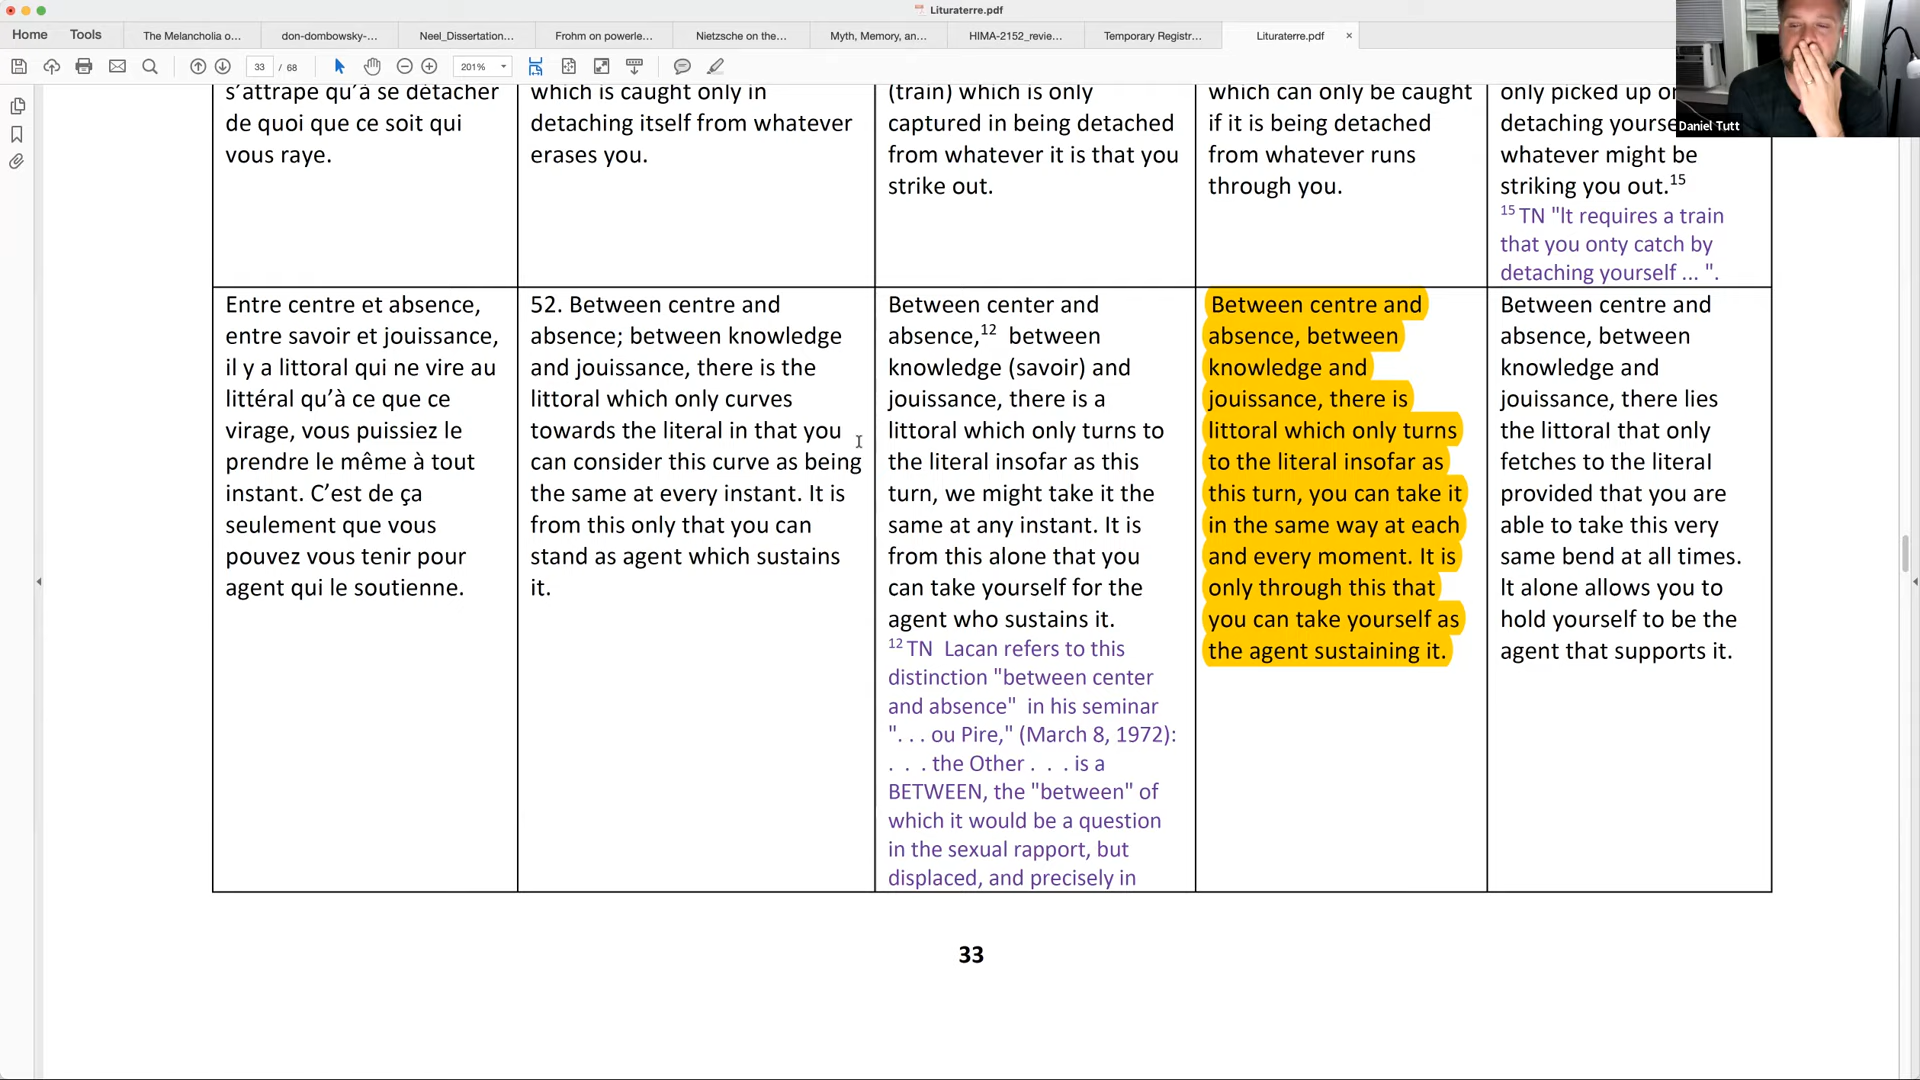 Lituraterre.pdf
Home
Tools
The Melancholia o...
don-dombowsky-...
Neel_Dissertation...
Frohm on powerle...
Nietzsche on the...
Myth, Memory, an...
HIMA-2152_revie...
Temporary Registr...
Lituraterre.pdf
33 / 68
201%
Daniel Tutt
s’attrape qu’à se détacher
de quoi que ce soit qui
vous raye.
which is caught only in
detaching itself from whatever
erases you.
(train) which is only
captured in being detached
from whatever it is that you
strike out.
which can only be caught
if it is being detached
from whatever runs
through you.
only picked up
detaching
whatever might be
striking you out.15
15 TN "It requires a train
that you onty catch by
detaching yourself ... ".
Entre centre et absence,
entre savoir et jouissance,
il y a littoral qui ne vire au
littéral qu’à ce que ce
virage, vous puissiez le
prendre le même à tout
instant. C’est de ça
seulement que vous
pouvez vous tenir pour
agent qui le soutienne.
52. Between centre and
absence; between knowledge
and jouissance, there is the
littoral which only curves
towards the literal in that you
can consider this curve as being
the same at every instant. It is
from this only that you can
stand as agent which sustains
it.
Between center and
absence,12 between
knowledge (savoir) and
jouissance, there is a
littoral which only turns to
the literal insofar as this
turn, we might take it the
same at any instant. It is
from this alone that you
can take yourself for the
agent who sustains it.
12 TN Lacan refers to this
distinction "between center
and absence" in his seminar
". . . ou Pire," (March 8, 1972):
. . . the Other . . . is a
BETWEEN, the "between" of
which it would be a question
in the sexual rapport, but
displaced, and precisely in
Between centre and
absence, between
knowledge and
jouissance, there is
littoral which only turns
to the literal insofar as
this turn, you can take it
in the same way at each
and every moment. It is
only through this that
you can take yourself as
the agent sustaining it.
Between centre and
absence, between
knowledge and
jouissance, there lies
the littoral that only
fetches to the literal
provided that you are
able to take this very
same bend at all times.
It alone allows you to
hold yourself to be the
agent that supports it.
33